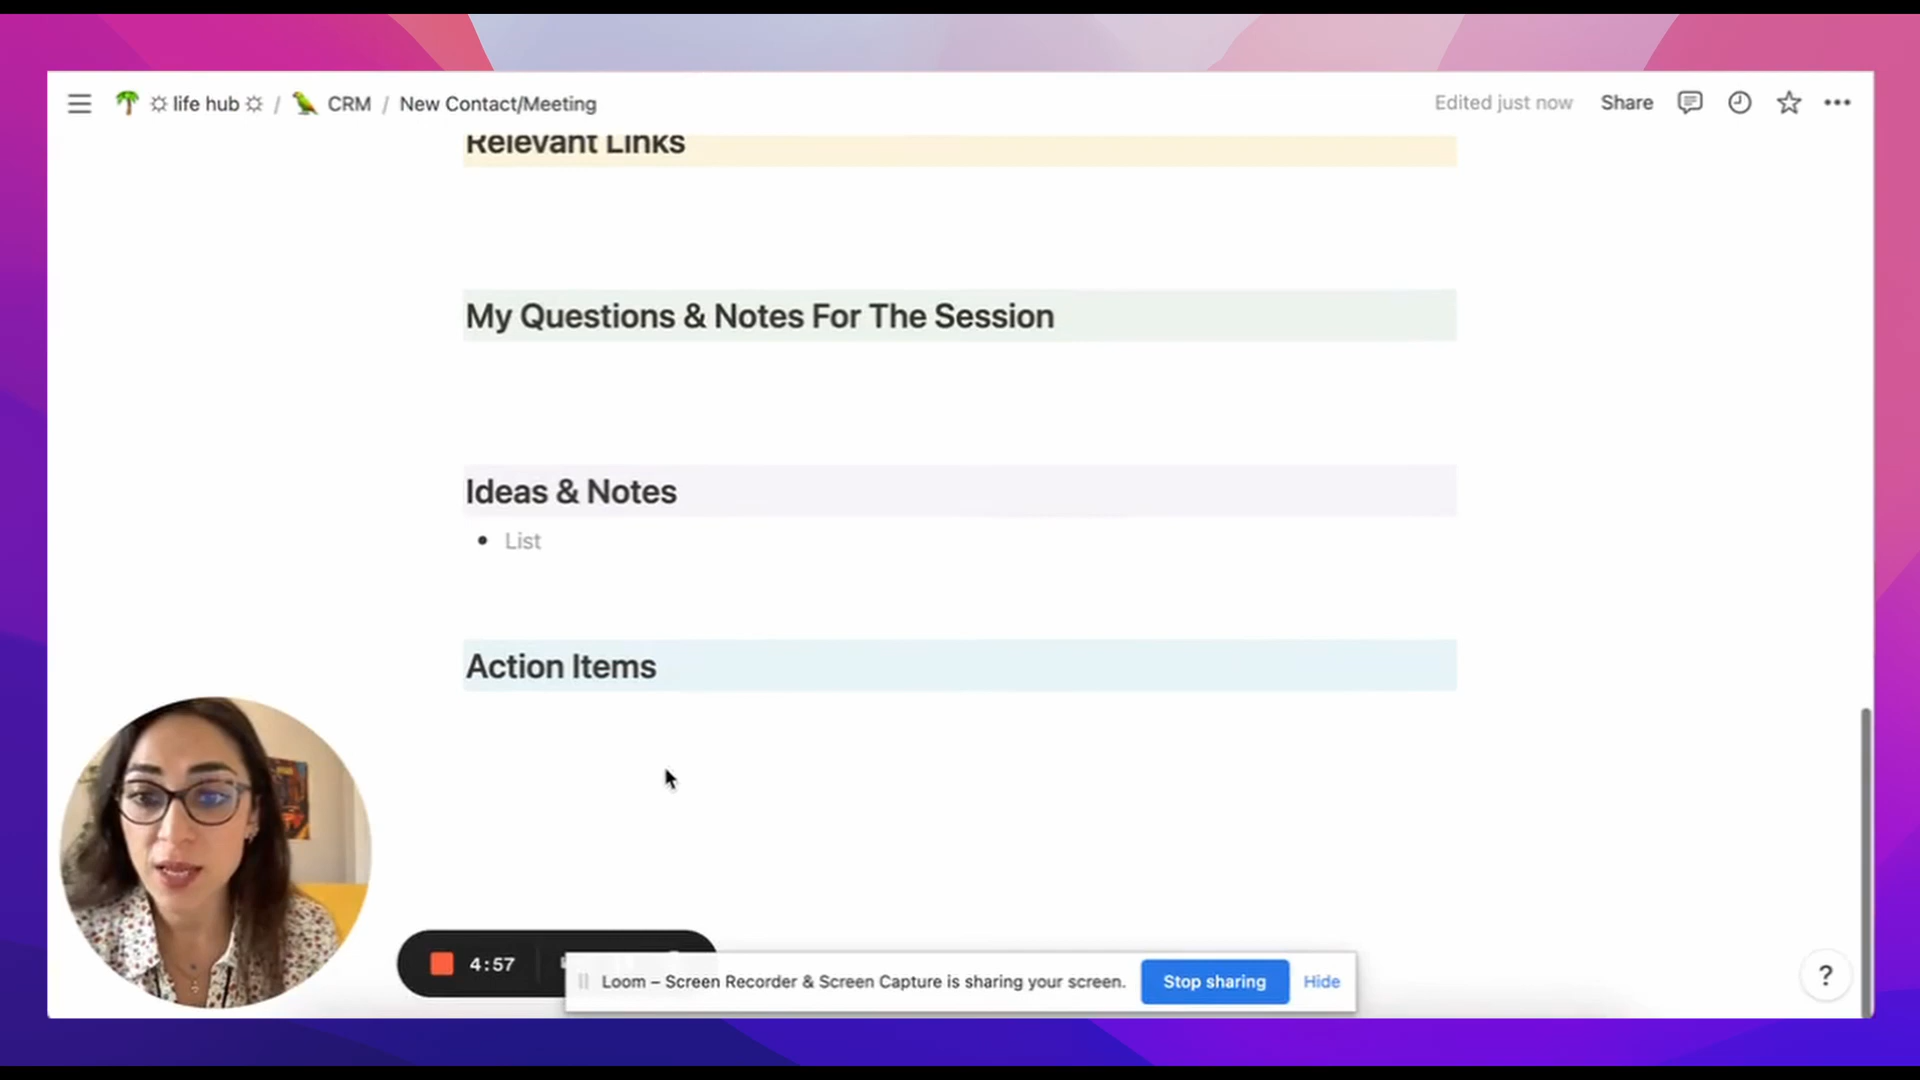 life hub / CRM / New Contact/Meeting
Edited just now
Share
Relevant Links
My Questions & Notes For The Session
Ideas & Notes
• List
Action Items
4:57
Loom – Screen Recorder & Screen Capture is sharing your screen.
Stop sharing
Hide
?